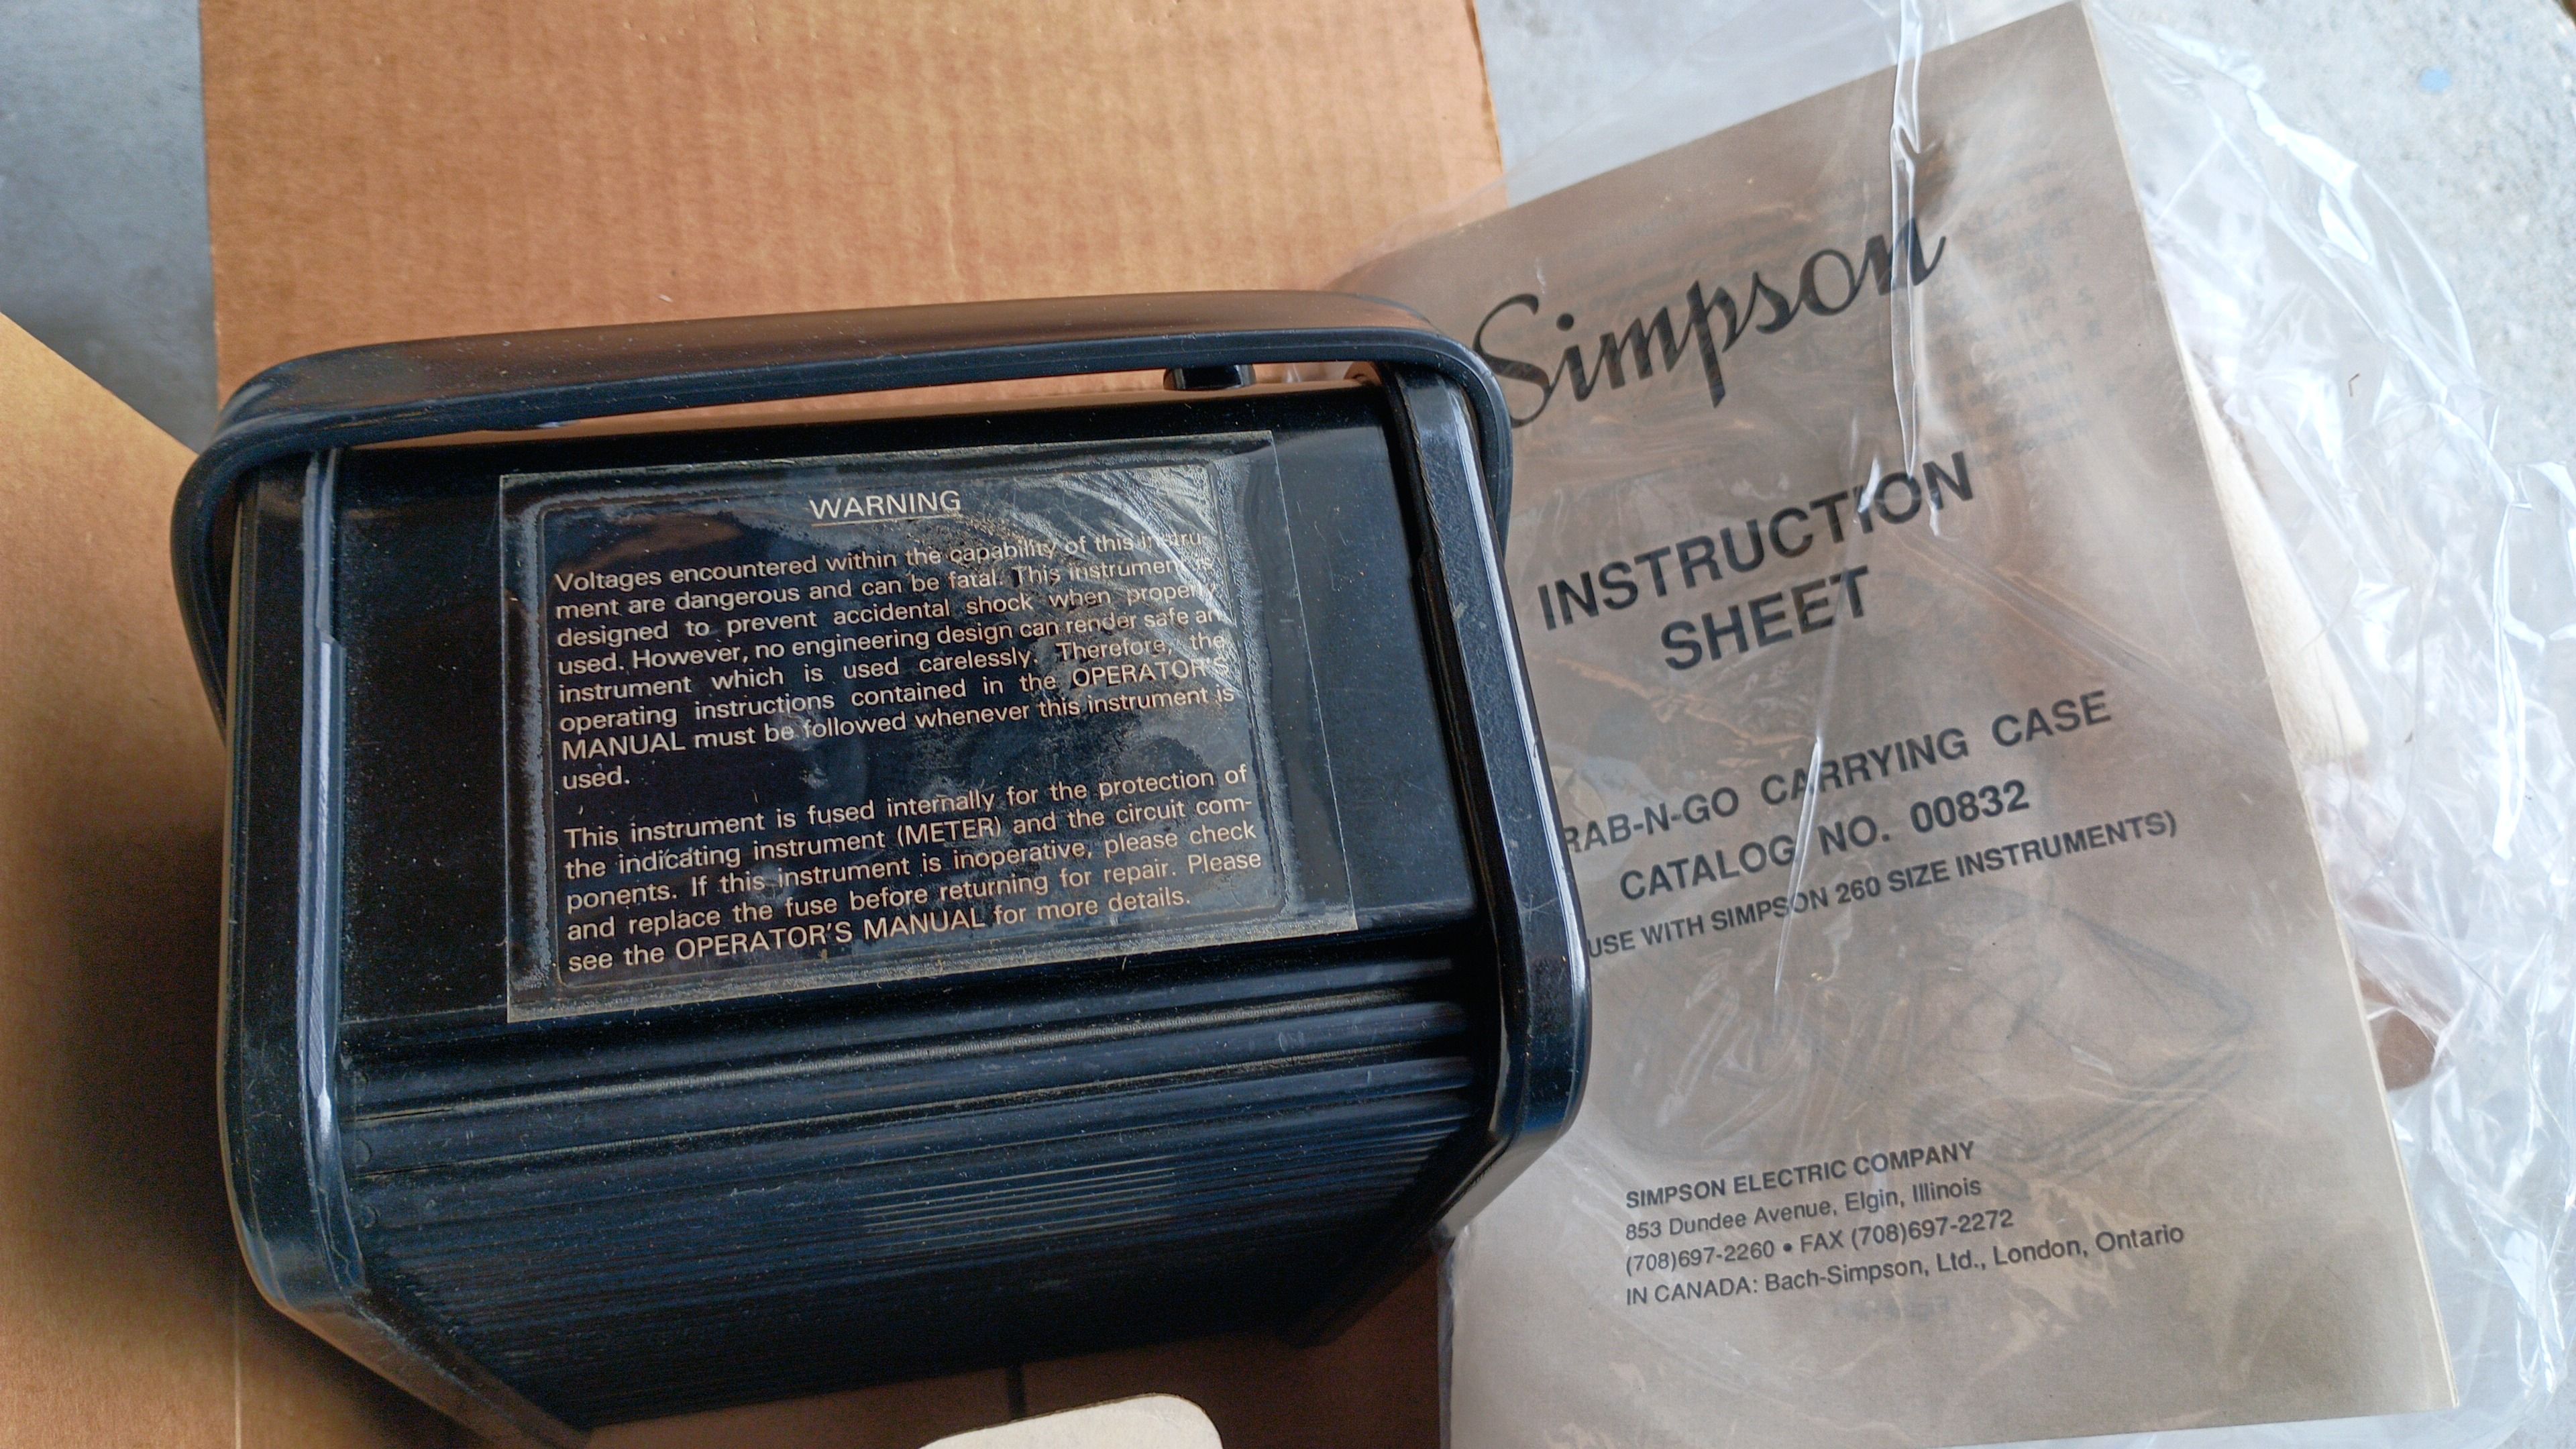 WARNING
Voltages encountered within the capability of this instru-
ment are dangerous and can be fatal. This instrument is
designed to prevent accidental shock when properly
used. However, no engineering design can render safe an
instrument which is used carelessly. Therefore, the
operating instructions contained in the OPERATOR'S
MANUAL must be followed whenever this instrument is
used.
This instrument is fused internally for the protection of
the indicating instrument (METER) and the circuit com-
ponents. If this instrument is inoperative, please check
and replace the fuse before returning for repair. Please
see the OPERATOR'S MANUAL for more details.
Simpson
INSTRUCTION
SHEET
RAB-N-GO CARRYING CASE
CATALOG NO. 00832
USE WITH SIMPSON 260 SIZE INSTRUMENTS)
SIMPSON ELECTRIC COMPANY
853 Dundee Avenue, Elgin, Illinois
(708)697-2260 • FAX (708)697-2272
IN CANADA: Bach-Simpson, Ltd., London, Ontario